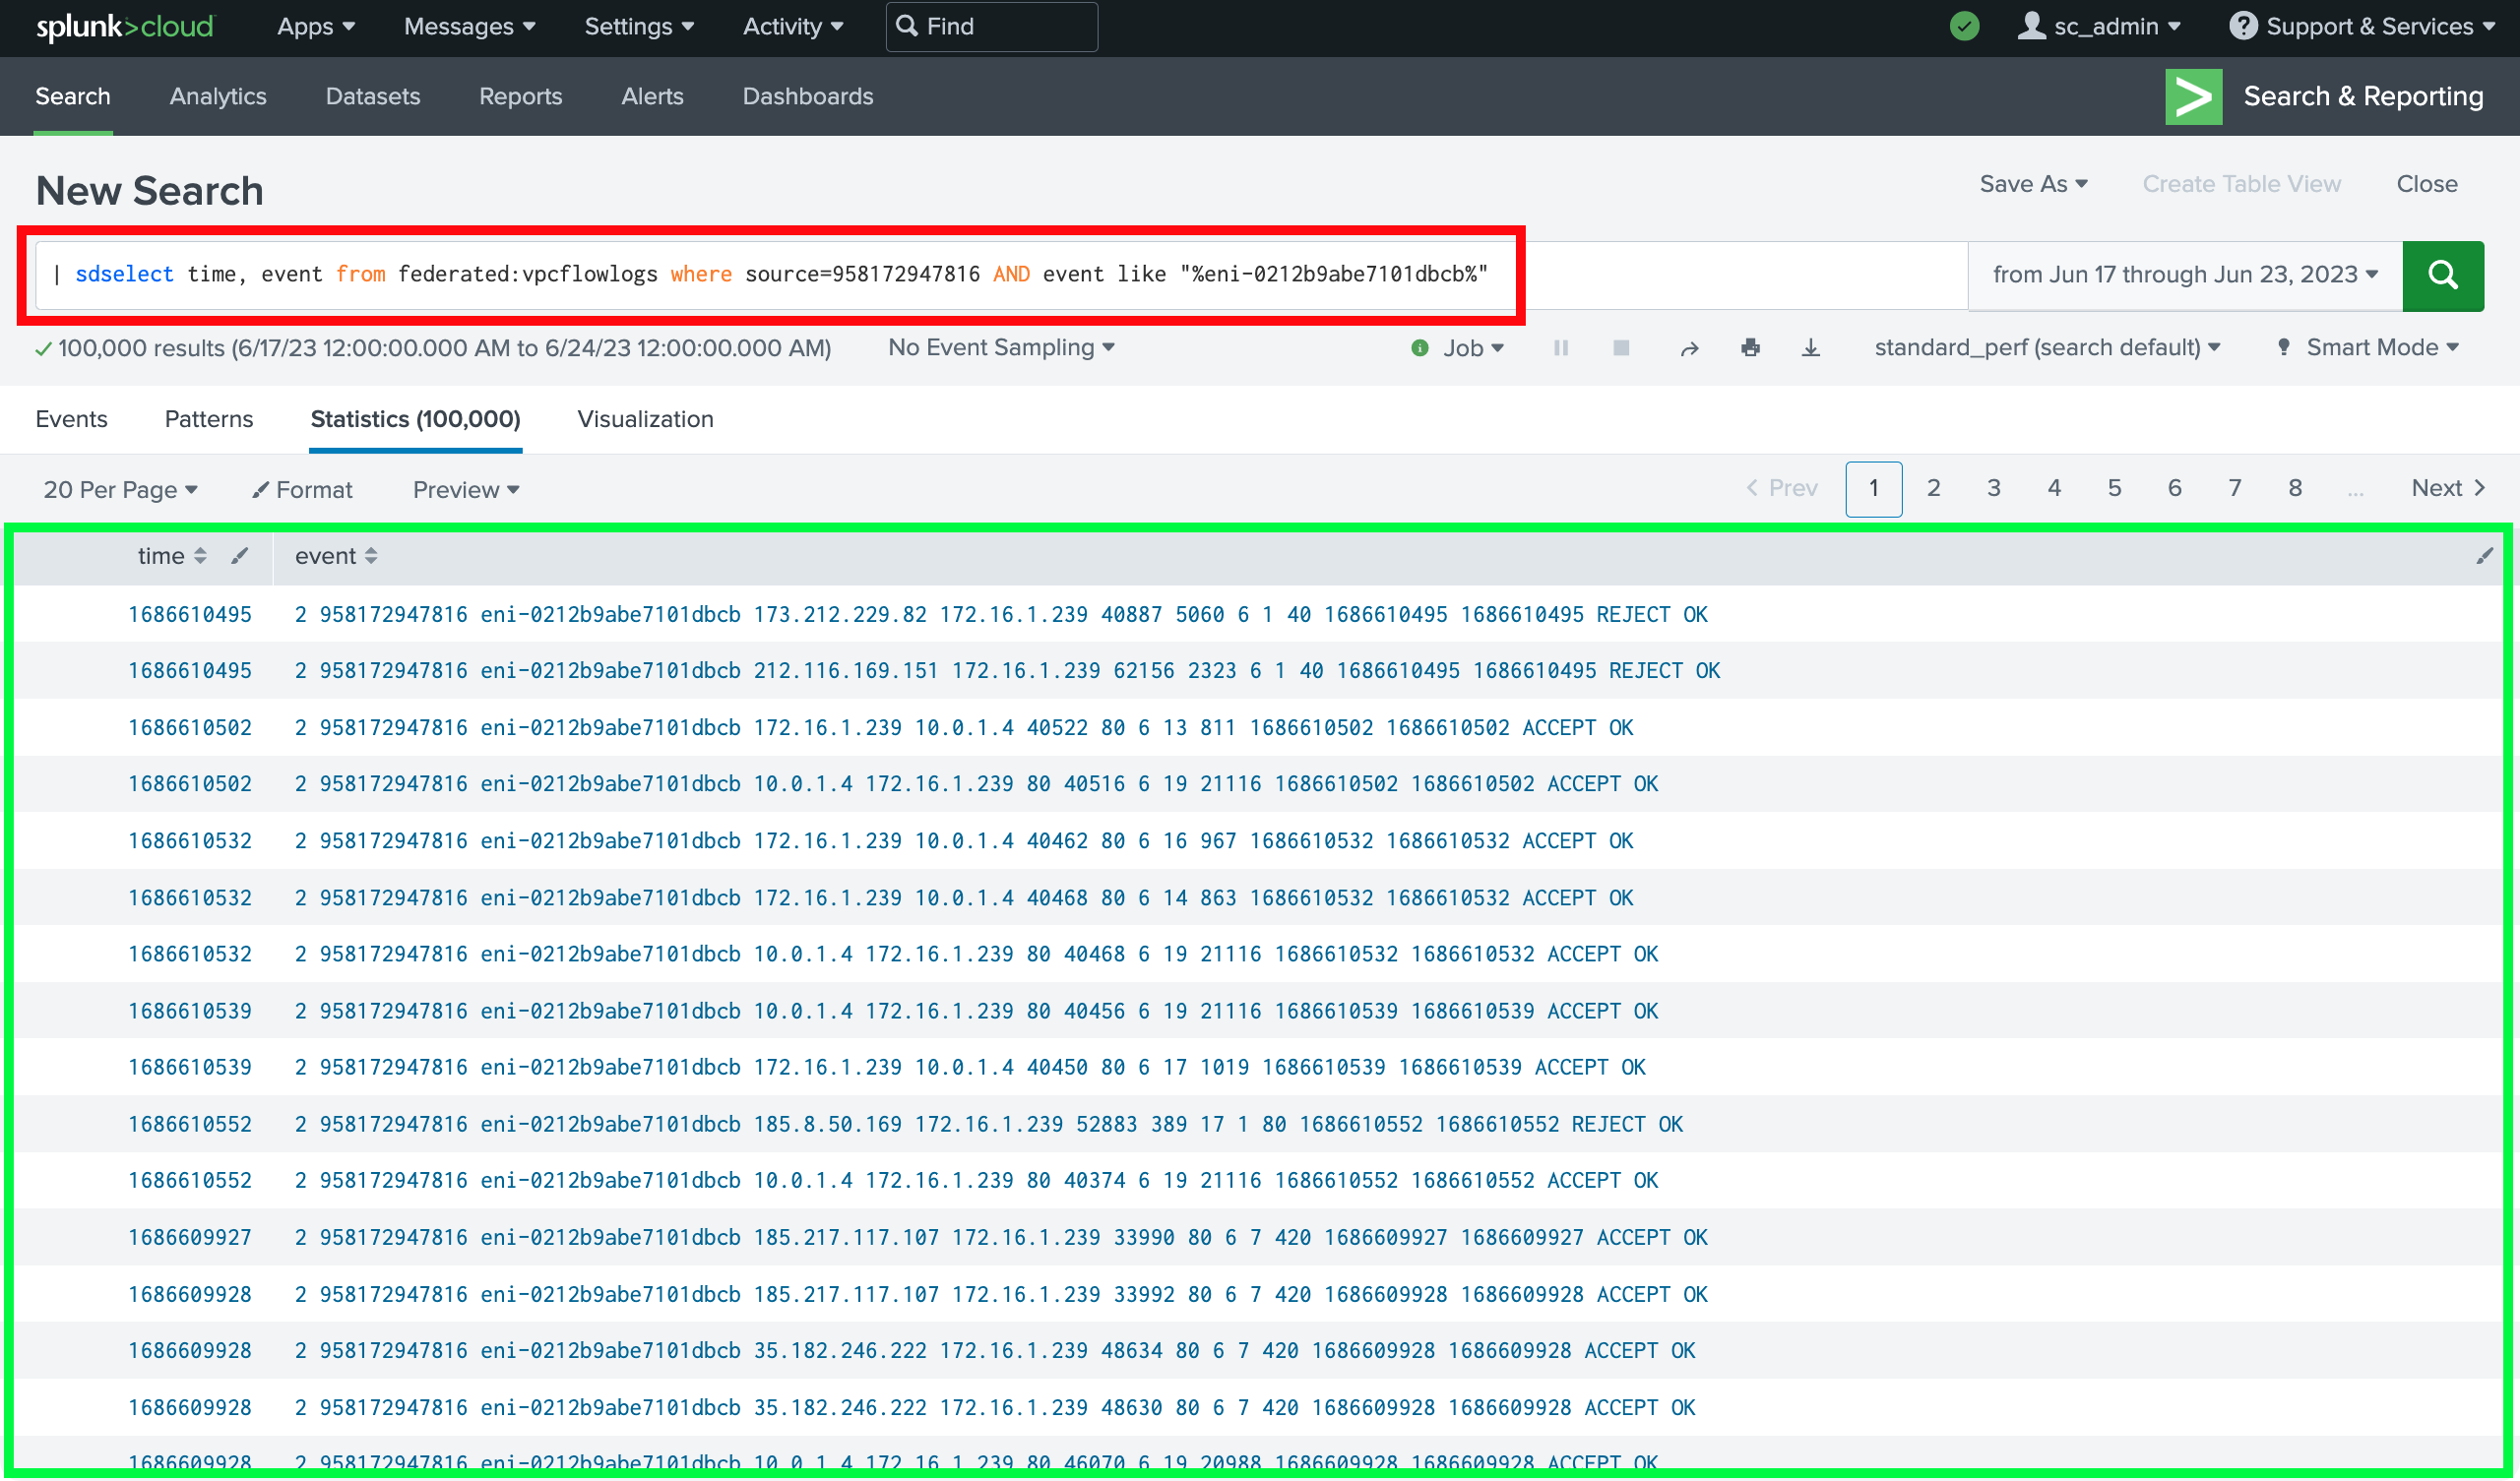 splunk>cloud Apps Messages Settings Activity Find sc_admin Support & Services
Search Analytics Datasets Reports Alerts Dashboards Search & Reporting
New Search Save As Create Table View Close
| sdselect time, event from federated:vpcflowlogs where source=958172947816 AND event like "%eni-0212b9abe7101dbcb%" from Jun 17 through Jun 23, 2023
100,000 results (6/17/23 12:00:00.000 AM to 6/24/23 12:00:00.000 AM) No Event Sampling Job standard_perf (search default) Smart Mode
Events Patterns Statistics (100,000) Visualization
20 Per Page Format Preview Prev 1 2 3 4 5 6 7 8 ... Next
time event
1686610495 2 958172947816 eni-0212b9abe7101dbcb 173.212.229.82 172.16.1.239 40887 5060 6 1 40 1686610495 1686610495 REJECT OK
1686610495 2 958172947816 eni-0212b9abe7101dbcb 212.116.169.151 172.16.1.239 62156 2323 6 1 40 1686610495 1686610495 REJECT OK
1686610502 2 958172947816 eni-0212b9abe7101dbcb 172.16.1.239 10.0.1.4 40522 80 6 13 811 1686610502 1686610502 ACCEPT OK
1686610502 2 958172947816 eni-0212b9abe7101dbcb 10.0.1.4 172.16.1.239 80 40516 6 19 21116 1686610502 1686610502 ACCEPT OK
1686610532 2 958172947816 eni-0212b9abe7101dbcb 172.16.1.239 10.0.1.4 40462 80 6 16 967 1686610532 1686610532 ACCEPT OK
1686610532 2 958172947816 eni-0212b9abe7101dbcb 172.16.1.239 10.0.1.4 40468 80 6 14 863 1686610532 1686610532 ACCEPT OK
1686610532 2 958172947816 eni-0212b9abe7101dbcb 10.0.1.4 172.16.1.239 80 40468 6 19 21116 1686610532 1686610532 ACCEPT OK
1686610539 2 958172947816 eni-0212b9abe7101dbcb 10.0.1.4 172.16.1.239 80 40456 6 19 21116 1686610539 1686610539 ACCEPT OK
1686610539 2 958172947816 eni-0212b9abe7101dbcb 172.16.1.239 10.0.1.4 40450 80 6 17 1019 1686610539 1686610539 ACCEPT OK
1686610552 2 958172947816 eni-0212b9abe7101dbcb 185.8.50.169 172.16.1.239 52883 389 17 1 80 1686610552 1686610552 REJECT OK
1686610552 2 958172947816 eni-0212b9abe7101dbcb 10.0.1.4 172.16.1.239 80 40374 6 19 21116 1686610552 1686610552 ACCEPT OK
1686609927 2 958172947816 eni-0212b9abe7101dbcb 185.217.117.107 172.16.1.239 33990 80 6 7 420 1686609927 1686609927 ACCEPT OK
1686609928 2 958172947816 eni-0212b9abe7101dbcb 185.217.117.107 172.16.1.239 33992 80 6 7 420 1686609928 1686609928 ACCEPT OK
1686609928 2 958172947816 eni-0212b9abe7101dbcb 35.182.246.222 172.16.1.239 48634 80 6 7 420 1686609928 1686609928 ACCEPT OK
1686609928 2 958172947816 eni-0212b9abe7101dbcb 35.182.246.222 172.16.1.239 48630 80 6 7 420 1686609928 1686609928 ACCEPT OK
1686609928 2 958172947816 eni-0212b9abe7101dbcb 10.0.1.4 172.16.1.239 80 46070 6 19 20988 1686609928 1686609928 ACCEPT OK